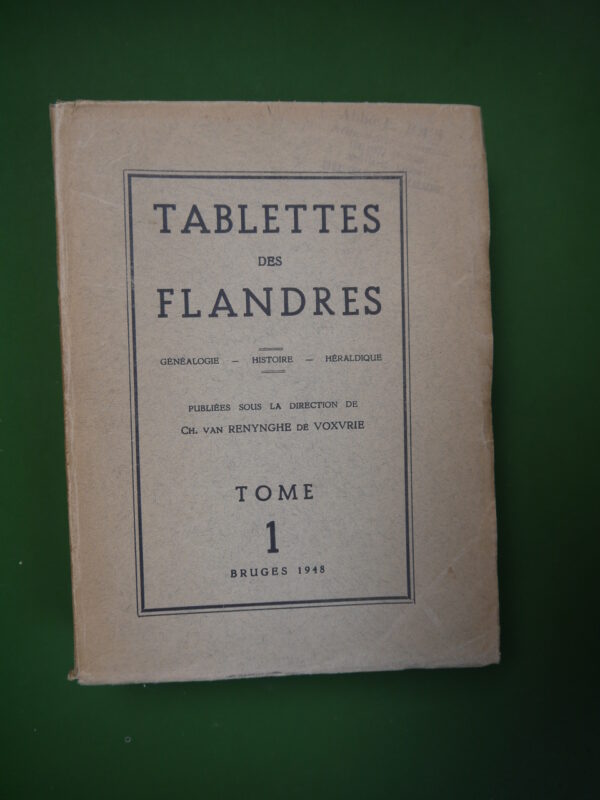 TABLETTES
DES
FLANDRES
GÉNÉALOGIE — HISTOIRE — HÉRALDIQUE
PUBLIÉES SOUS LA DIRECTION DE
CH. VAN RENYNGHE DE VOXVRIE
TOME
1
BRUGES 1948